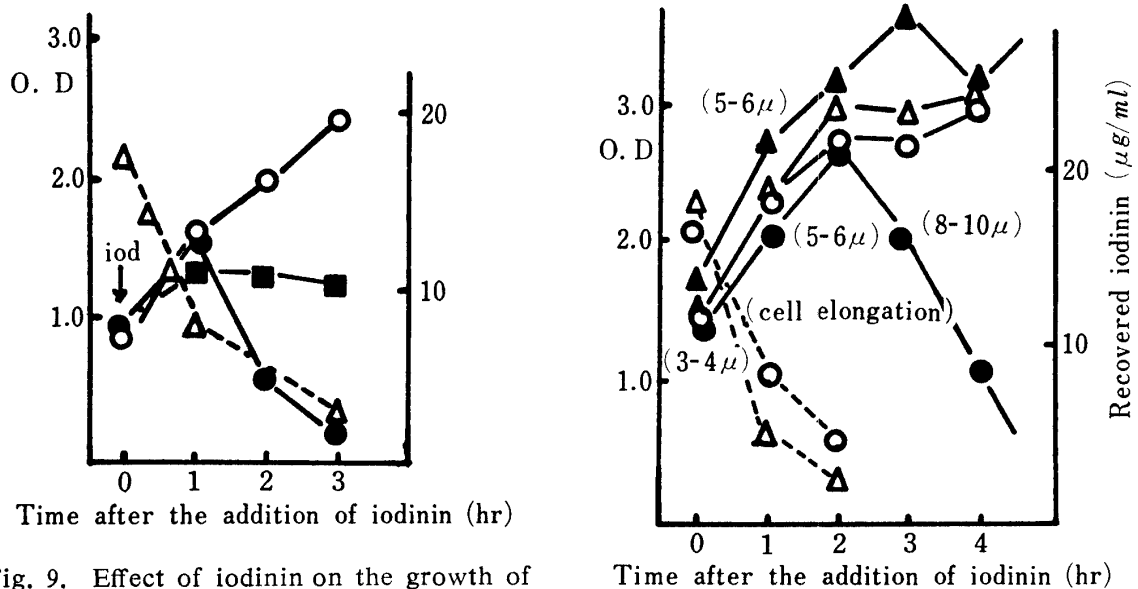 3.0
O. D
20
2.0
iod
10
1.0
0 1 2 3
Time after the addition of iodinin (hr)
ig. 9. Effect of iodinin on the growth of
3.0
(5-6μ)
O. D
20
2.0
(5-6μ)
(8-10μ)
(cell elongation)
(3-4μ)
10
1.0
Recovered iodinin (μg/ml)
0 1 2 3 4
Time after the addition of iodinin (hr)